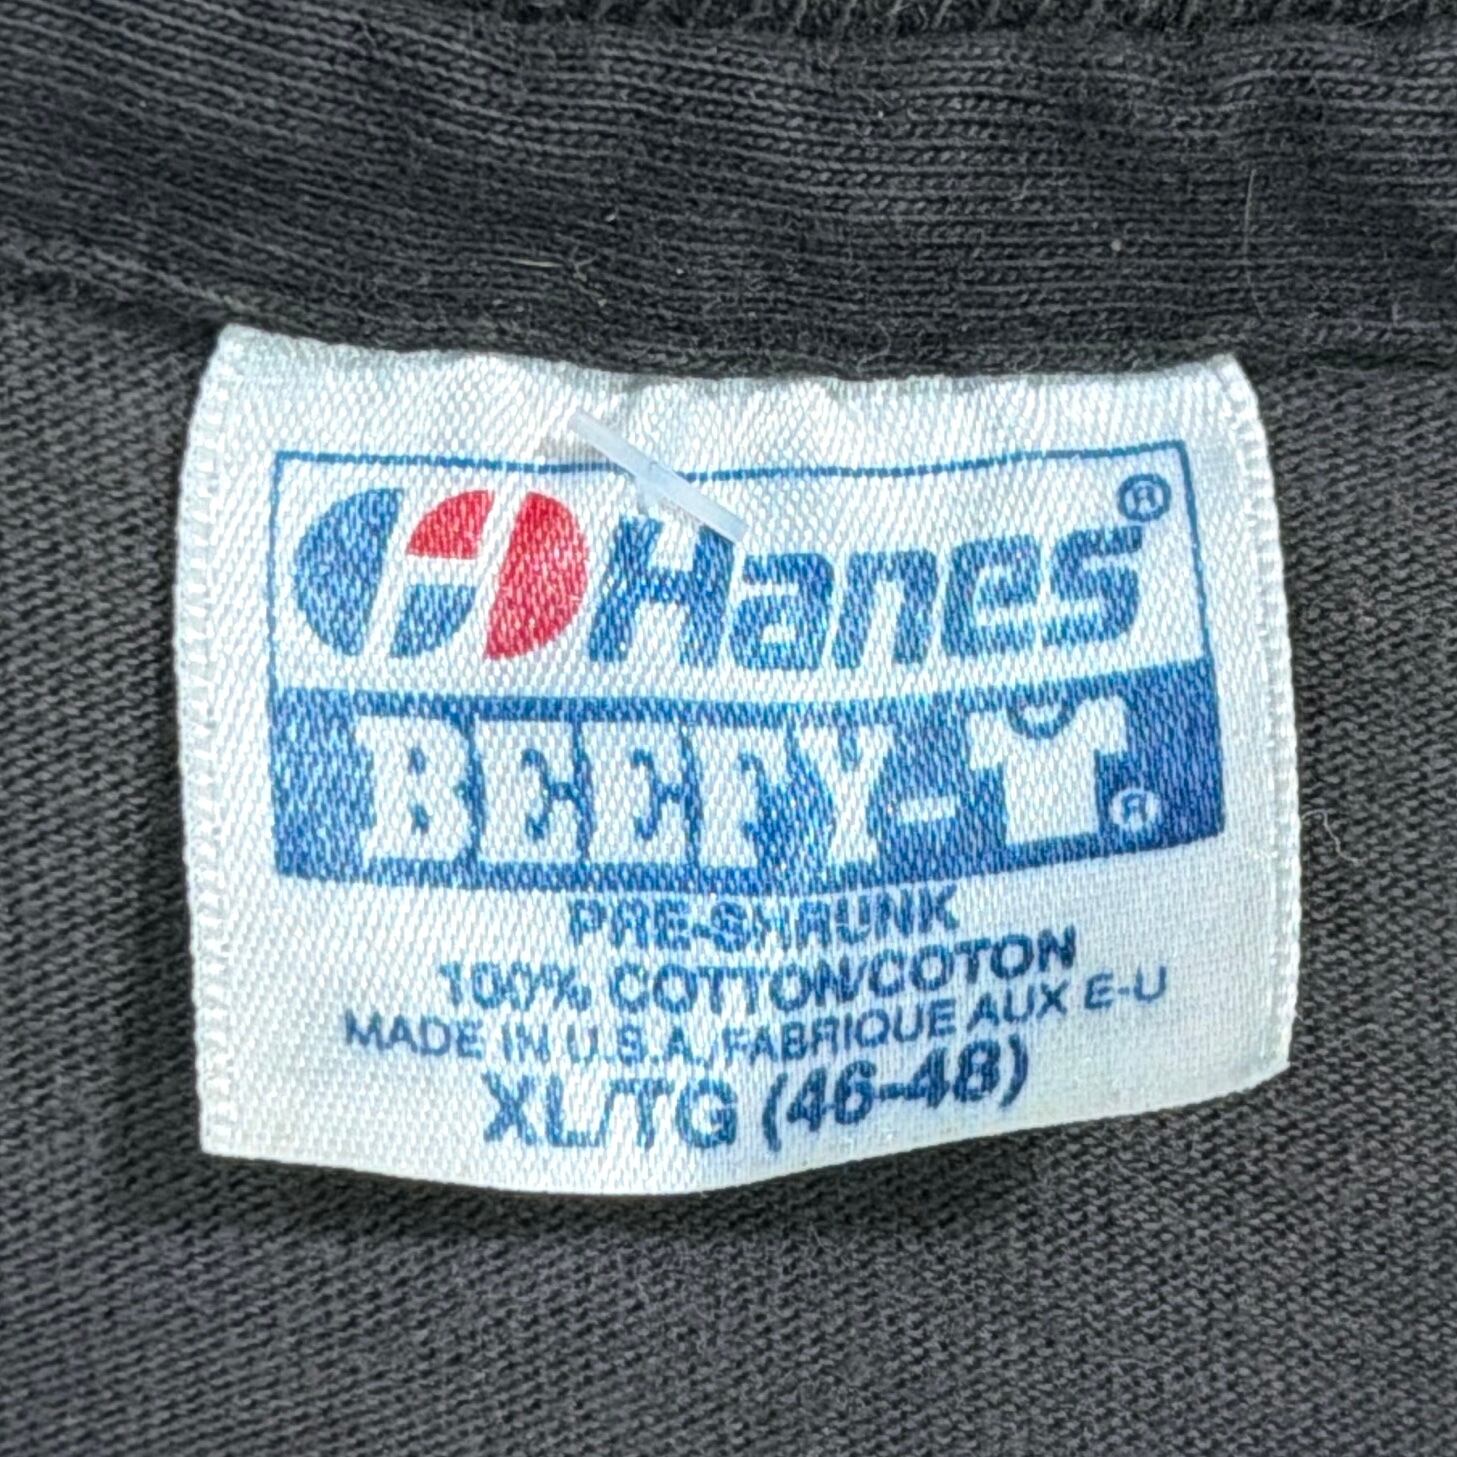 Hanes®
BEEFY-T®
PRE-SHRUNK
100% COTTON/COTON
MADE IN U.S.A./FABRIQUE AUX E-U
XL/TG (46-48)